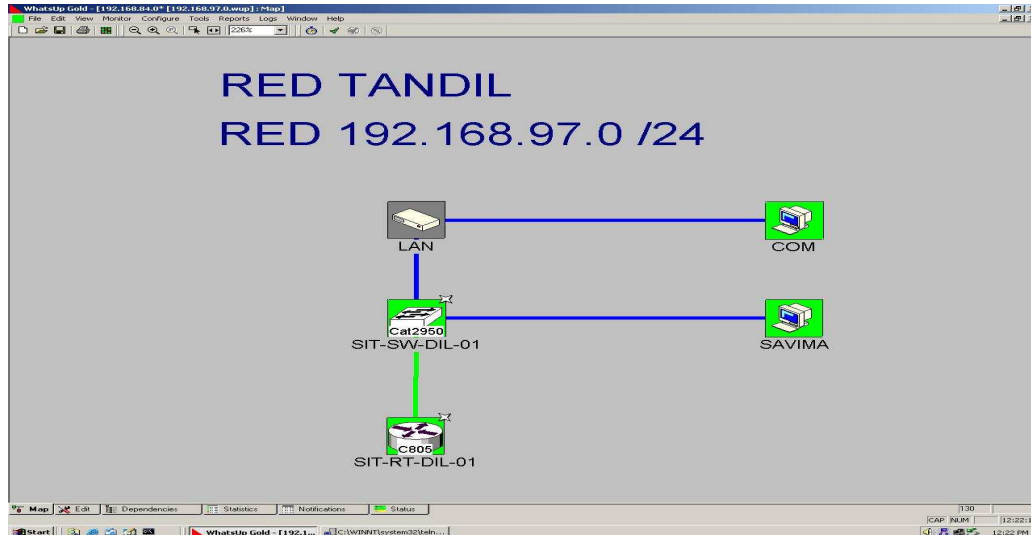 WhatsUp Gold - [192.168.84.0* [192.168.97.0.wup] : Map]
File Edit View Monitor Configure Tools Reports Logs Window Help
226%
RED TANDIL
RED 192.168.97.0 /24
LAN
COM
Cat2950
SIT-SW-DIL-01
SAVIMA
C805
SIT-RT-DIL-01
Map Edit Dependencies Statistics Notifications Status
130
CAP NUM 12:22:1
Start WhatsUp Gold - [192.1... C:\WINNT\system32\teln... 12:22 PM